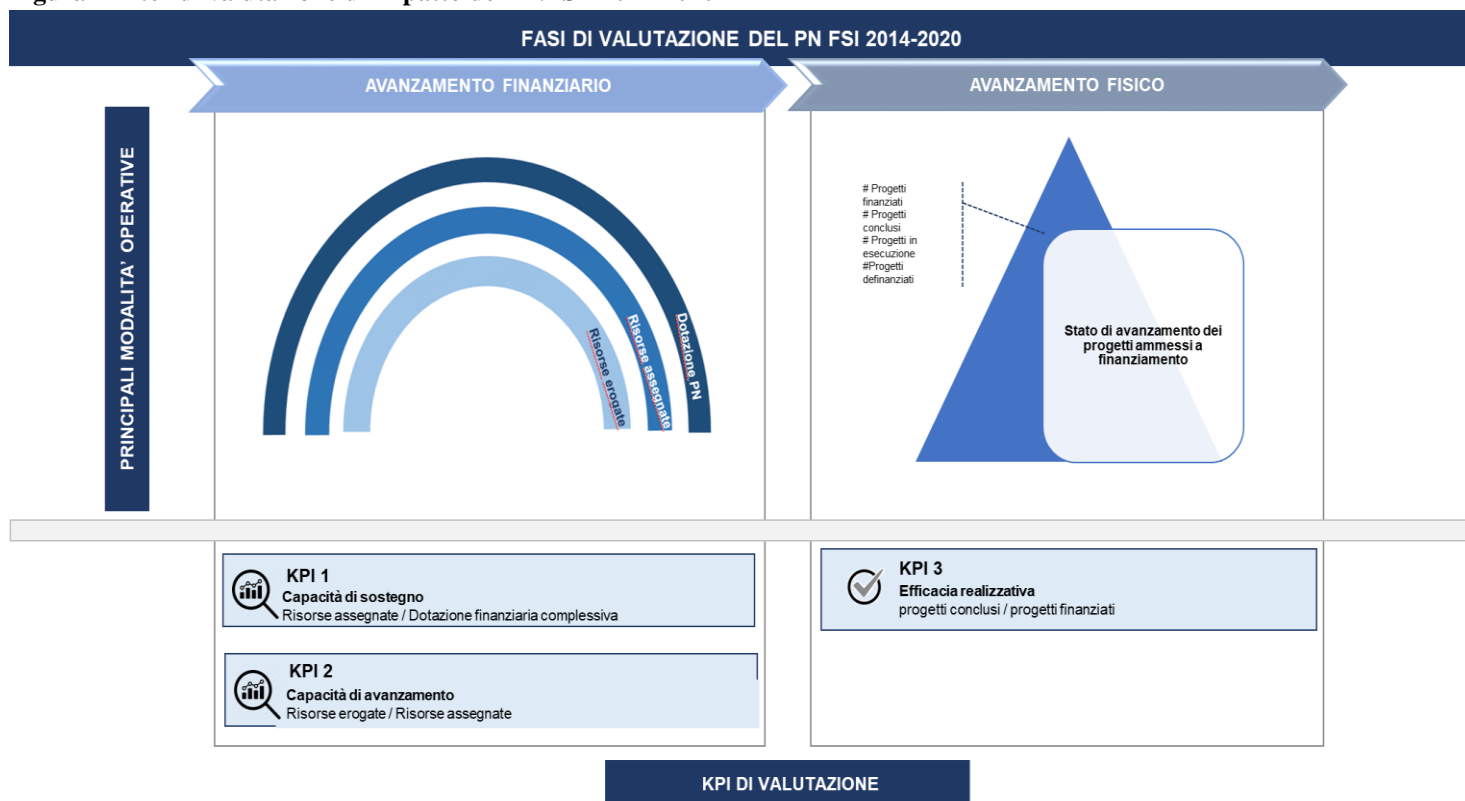 FASI DI VALUTAZIONE DEL PN FSI 2014-2020
AVANZAMENTO FINANZIARIO
AVANZAMENTO FISICO
PRINCIPALI MODALITA’ OPERATIVE
Dotazione PN
Risorse assegnate
Risorse erogate
# Progetti
finanziati
# Progetti
conclusi
# Progetti in
esecuzione
#Progetti
definanziati
Stato di avanzamento dei
progetti ammessi a
finanziamento
KPI 1
Capacità di sostegno
Risorse assegnate / Dotazione finanziaria complessiva
KPI 2
Capacità di avanzamento
Risorse erogate / Risorse assegnate
KPI 3
Efficacia realizzativa
progetti conclusi / progetti finanziati
KPI DI VALUTAZIONE